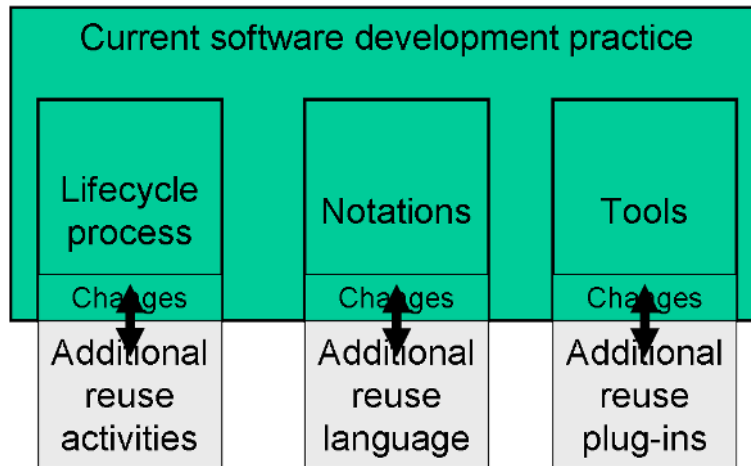 Current software development practice
Lifecycle
process
Changes
Additional
reuse
activities
Notations
Changes
Additional
reuse
language
Tools
Changes
Additional
reuse
plug-ins